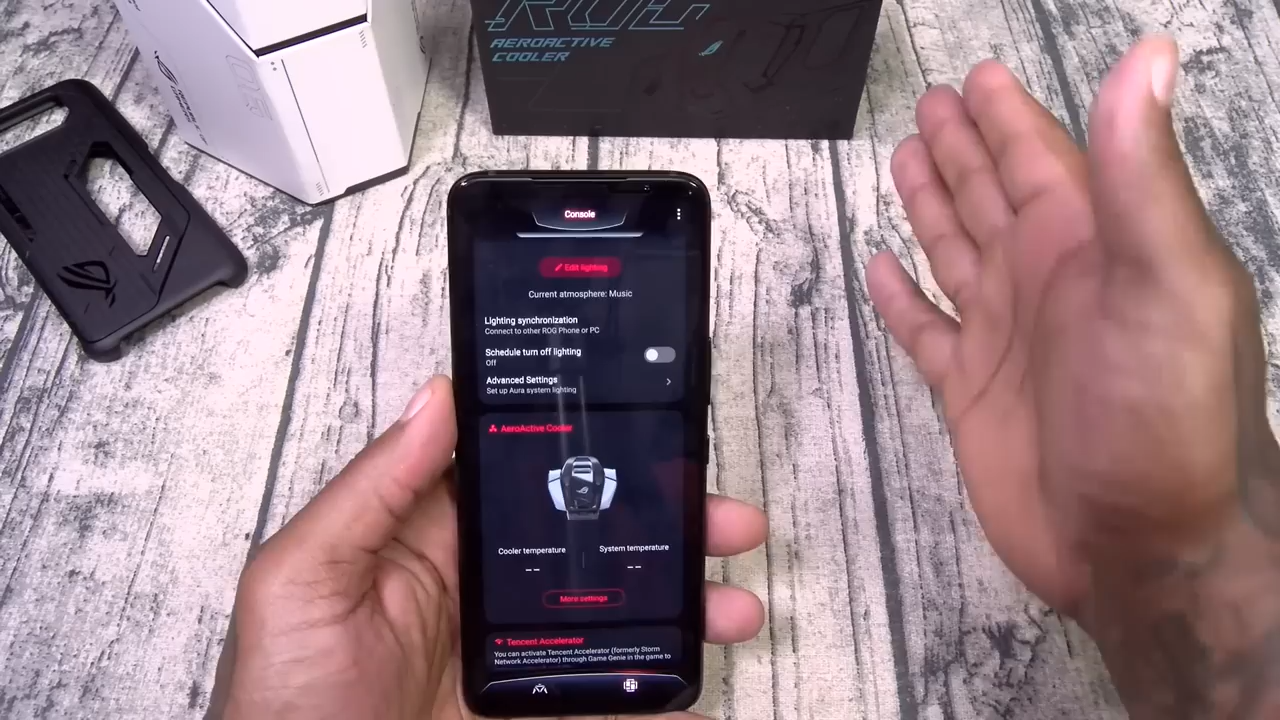 ROG
AEROACTIVE
COOLER
Console
Edit lighting
Current atmosphere: Music
Lighting synchronization
Connect to other ROG Phone or PC
Schedule turn off lighting
Off
Advanced Settings
Set up Aura system lighting
AeroActive Cooler
Cooler temperature
System temperature
--
--
More settings
Tencent Accelerator
You can activate Tencent Accelerator (formerly Storm
Network Accelerator) through Game Genie in the game to